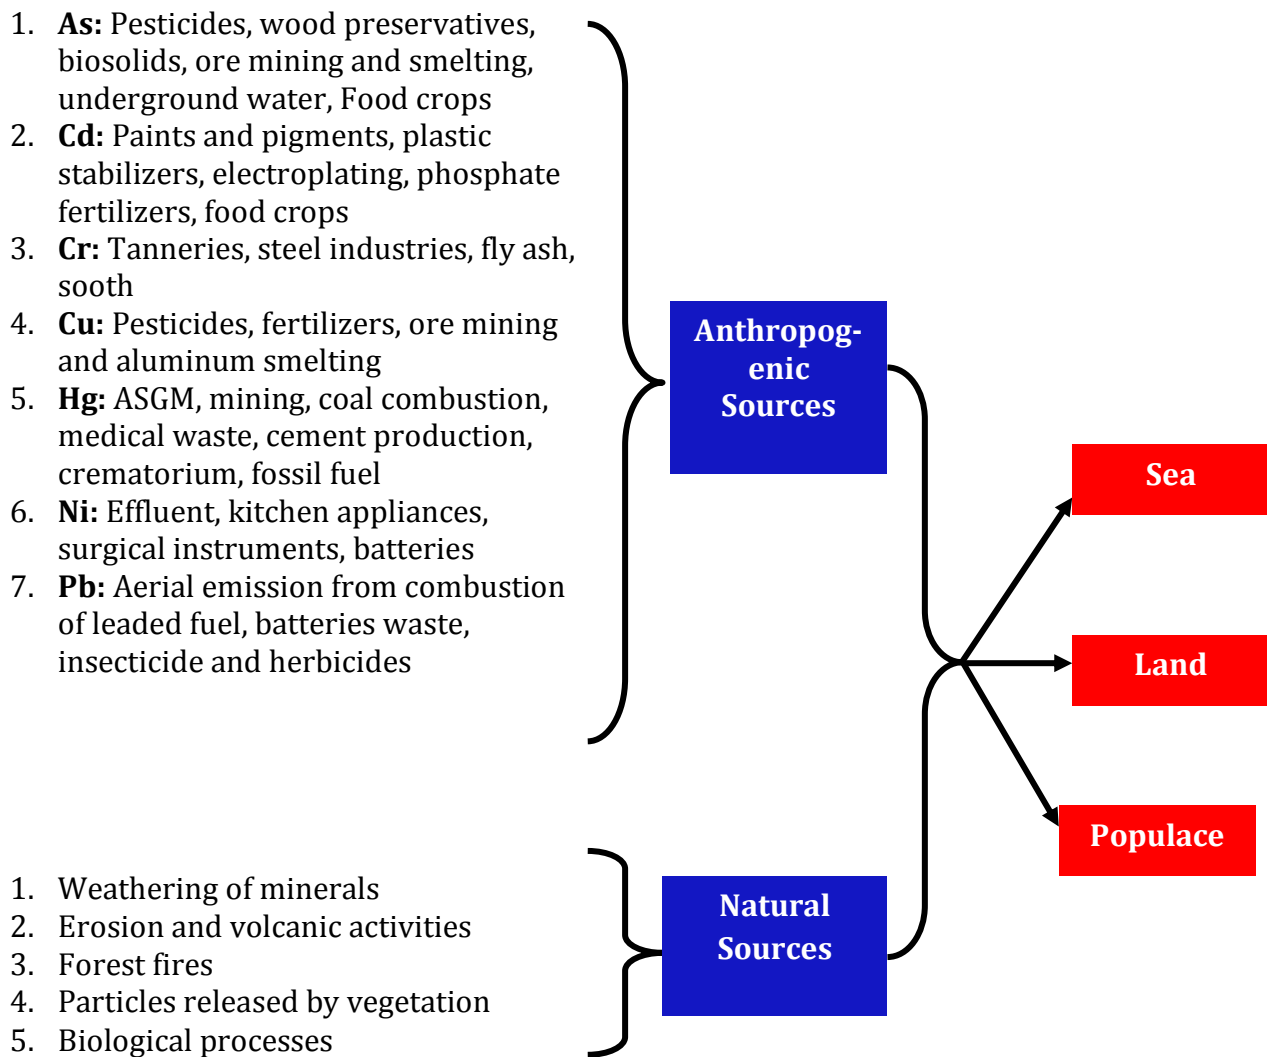 1. As: Pesticides, wood preservatives,
biosolids, ore mining and smelting,
underground water, Food crops
2. Cd: Paints and pigments, plastic
stabilizers, electroplating, phosphate
fertilizers, food crops
3. Cr: Tanneries, steel industries, fly ash,
sooth
4. Cu: Pesticides, fertilizers, ore mining
and aluminum smelting
5. Hg: ASGM, mining, coal combustion,
medical waste, cement production,
crematorium, fossil fuel
6. Ni: Effluent, kitchen appliances,
surgical instruments, batteries
7. Pb: Aerial emission from combustion
of leaded fuel, batteries waste,
insecticide and herbicides
1. Weathering of minerals
2. Erosion and volcanic activities
3. Forest fires
4. Particles released by vegetation
5. Biological processes
Anthropog-
enic
Sources
Natural
Sources
Sea
Land
Populace